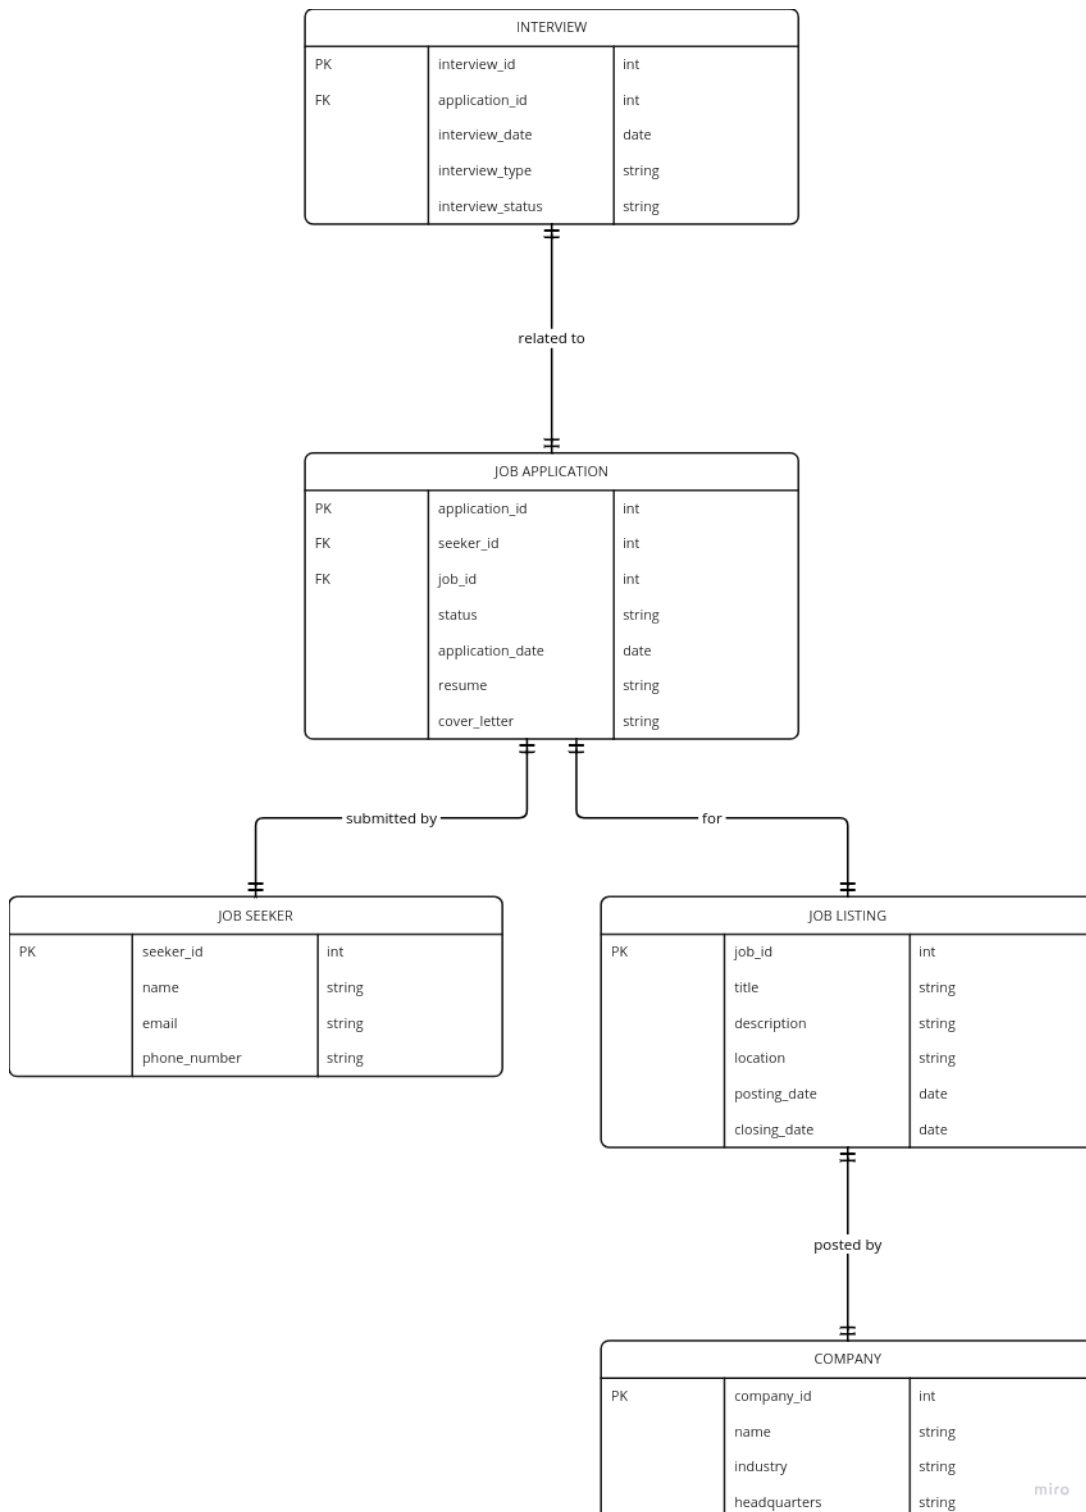 INTERVIEW
PK interview_id int
FK application_id int
interview_date date
interview_type string
interview_status string
related to
JOB APPLICATION
PK application_id int
FK seeker_id int
FK job_id int
status string
application_date date
resume string
cover_letter string
submitted by
for
JOB SEEKER
PK seeker_id int
name string
email string
phone_number string
JOB LISTING
PK job_id int
title string
description string
location string
posting_date date
closing_date date
posted by
COMPANY
PK company_id int
name string
industry string
headquarters string
miro